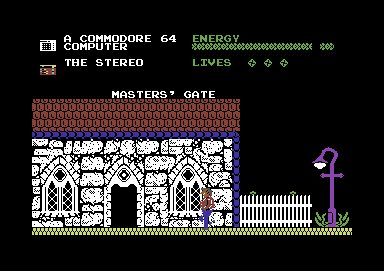 A COMMODORE 64 ENERGY
COMPUTER
THE STEREO LIVES
MASTERS' GATE